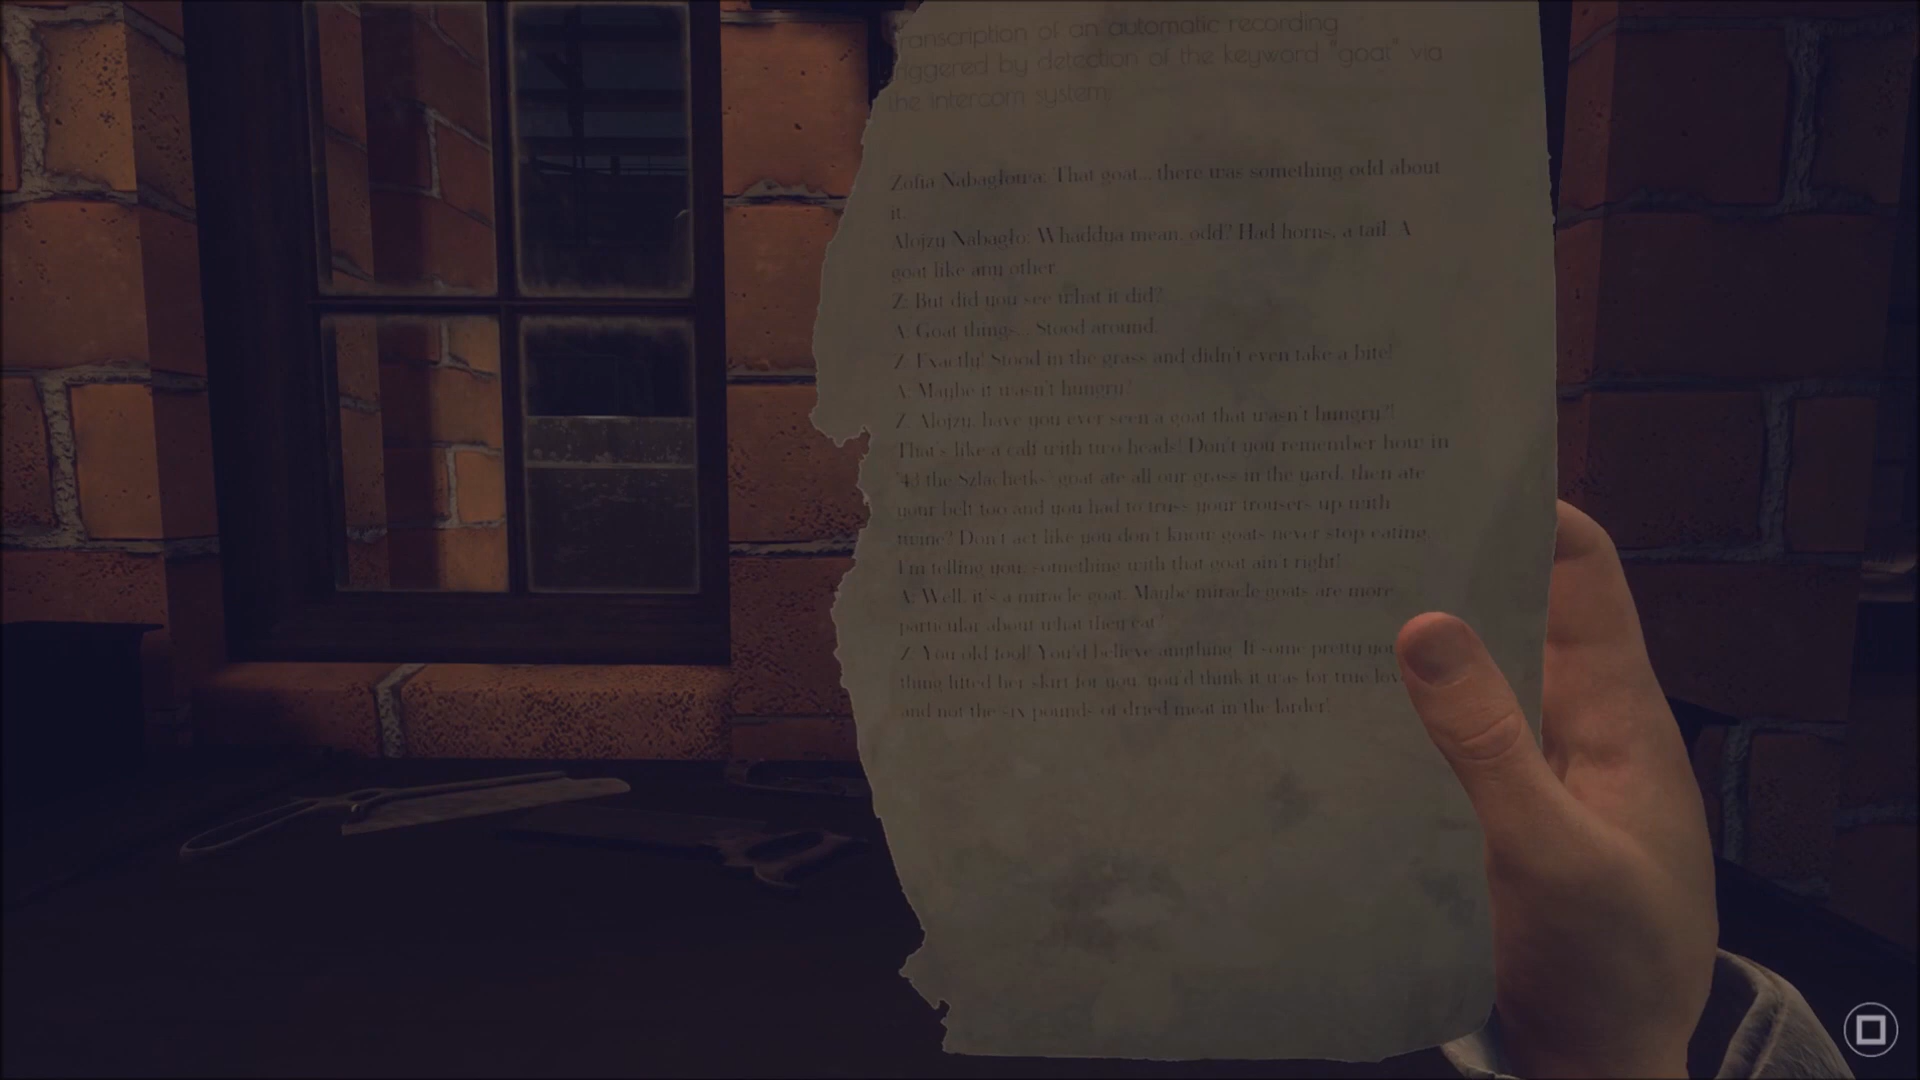 Transcription of an automatic recording
triggered by detection of the keyword "goat" via
the intercom system.
Zofia Nabagłowa: That goat... there was something odd about
it.
Alojzy Nabagło: Whaddya mean, odd? Had horns, a tail. A
goat like any other.
Z: But did you see what it did?
A: Goat things... Stood around.
Z: Exactly! Stood in the grass and didn't even take a bite!
A: Maybe it wasn't hungry?
Z: Alojzy, have you ever seen a goat that wasn't hungry?!
That's like a calf with two heads! Don't you remember how in
'43 the Szlachetkas' goat ate all our grass in the yard, then ate
your belt too and you had to truss your trousers up with
twine? Don't act like you don't know goats never stop eating.
I'm telling you, something with that goat ain't right!
A: Well, it's a miracle goat. Maybe miracle goats are more
particular about what they eat?
Z: You old fool! You'd believe anything. If some pretty
thing lifted her skirt for you, you'd think it was for true love
and not the six pounds of dried meat in the larder!